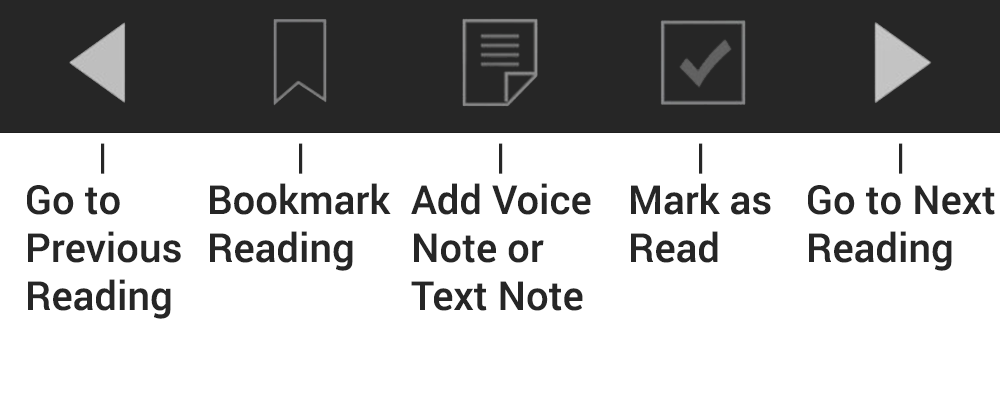 Go to
Previous
Reading
Bookmark
Reading
Add Voice
Note or
Text Note
Mark as
Read
Go to Next
Reading